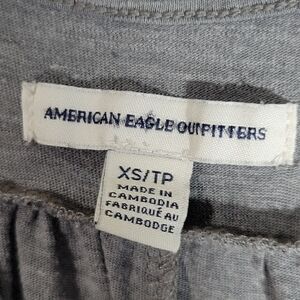 AMERICAN EAGLE OUTFITTERS
XS/TP
MADE IN
CAMBODIA
FABRIQUÉ AU
CAMBODGE